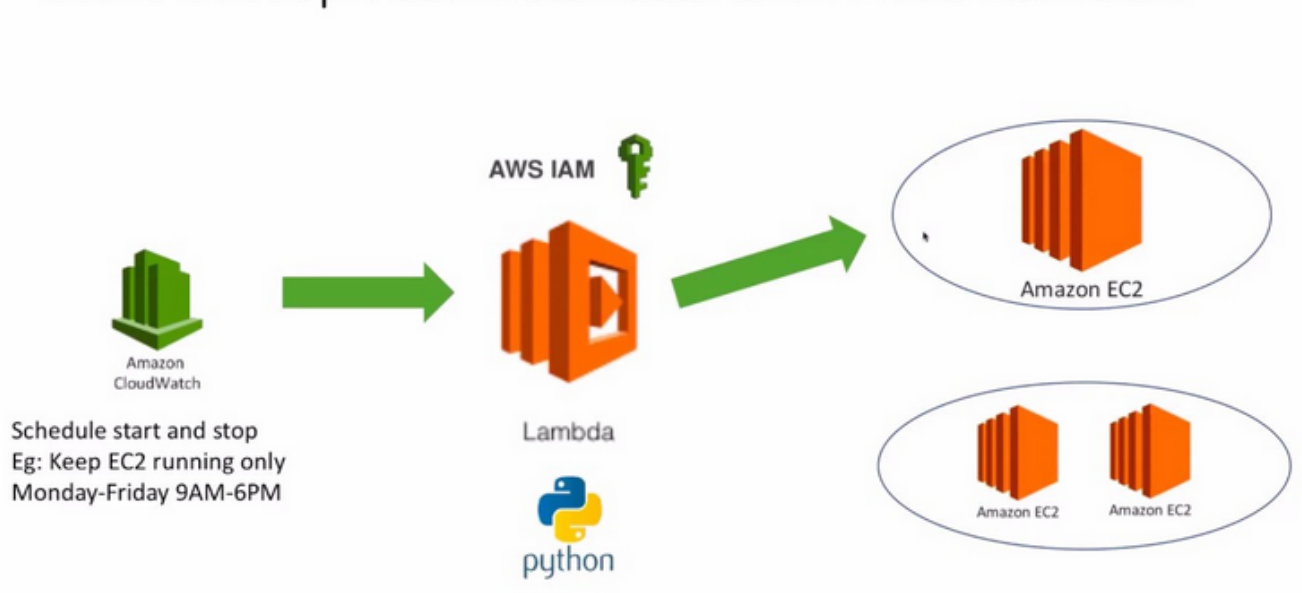 AWS IAM
Amazon EC2
Amazon
CloudWatch
Schedule start and stop
Eg: Keep EC2 running only
Monday-Friday 9AM-6PM
Lambda
python
Amazon EC2
Amazon EC2